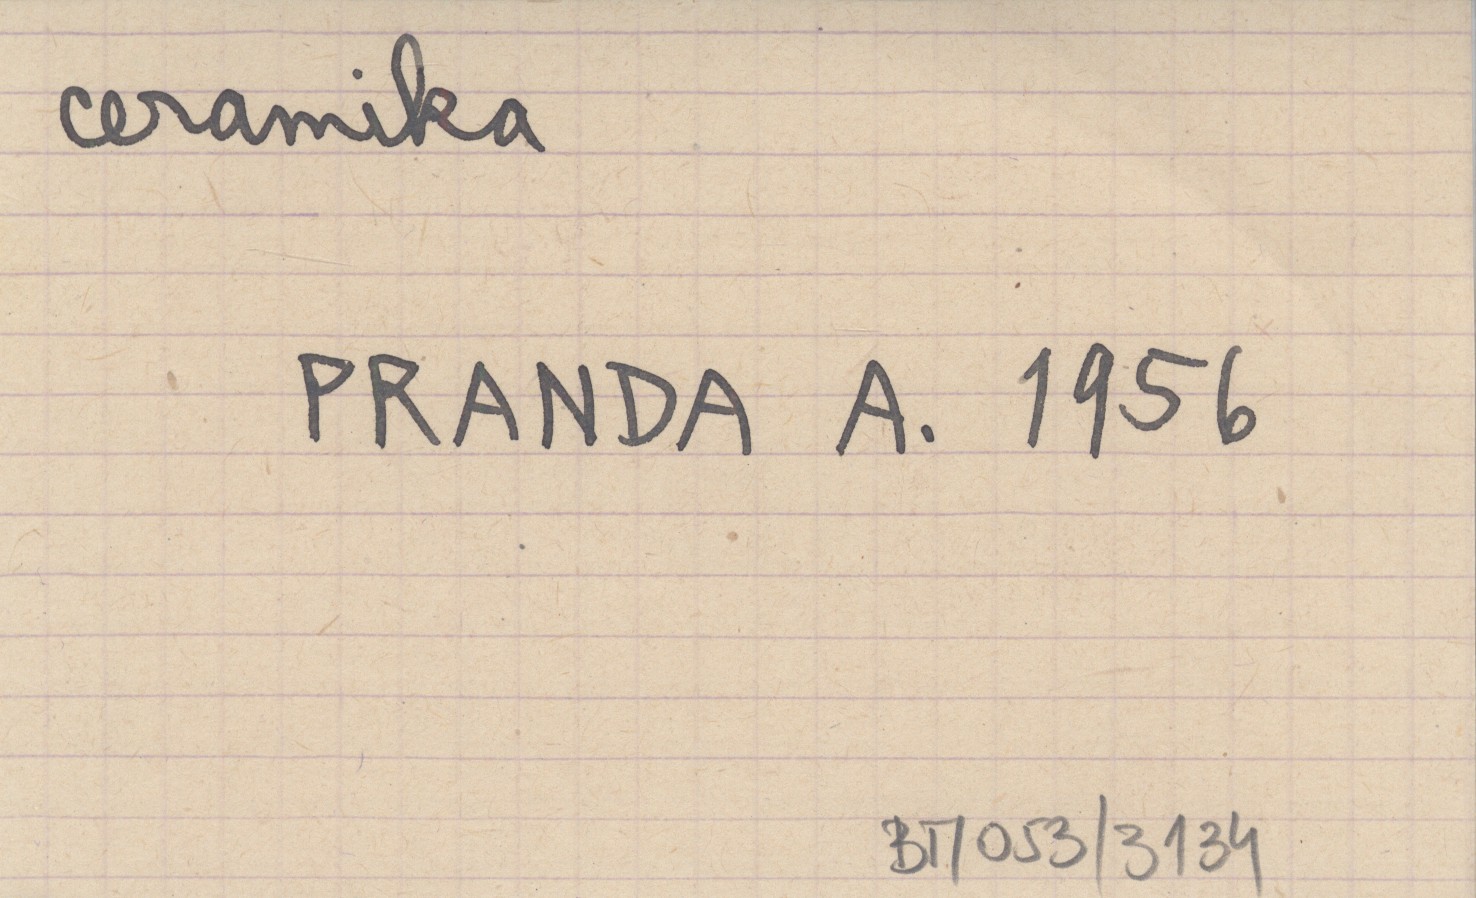 ceramika
PRANDA A. 1956
BT/053/3134